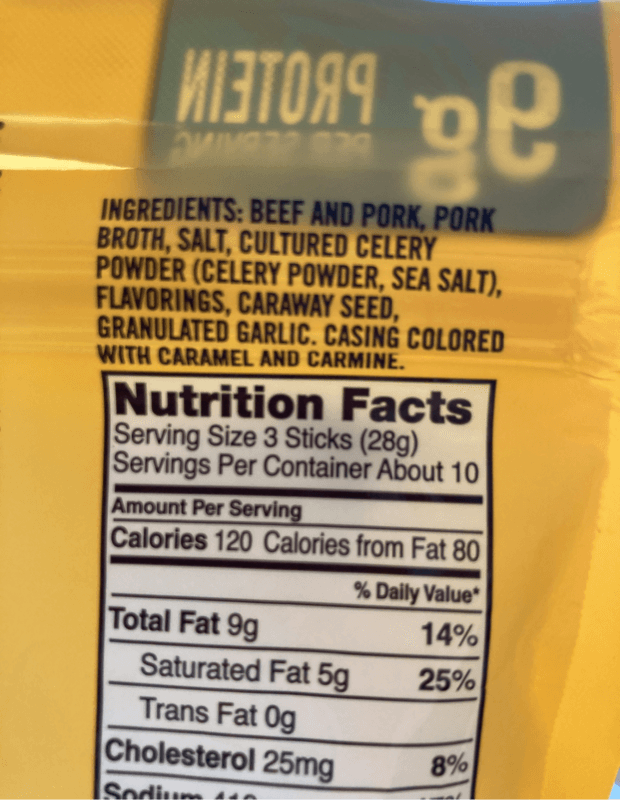 9g PROTEIN
PER SERVING
INGREDIENTS: BEEF AND PORK, PORK
BROTH, SALT, CULTURED CELERY
POWDER (CELERY POWDER, SEA SALT),
FLAVORINGS, CARAWAY SEED,
GRANULATED GARLIC. CASING COLORED
WITH CARAMEL AND CARMINE.
Nutrition Facts
Serving Size 3 Sticks (28g)
Servings Per Container About 10
Amount Per Serving
Calories 120 Calories from Fat 80
% Daily Value*
Total Fat 9g 14%
Saturated Fat 5g 25%
Trans Fat 0g
Cholesterol 25mg 8%
Sodium